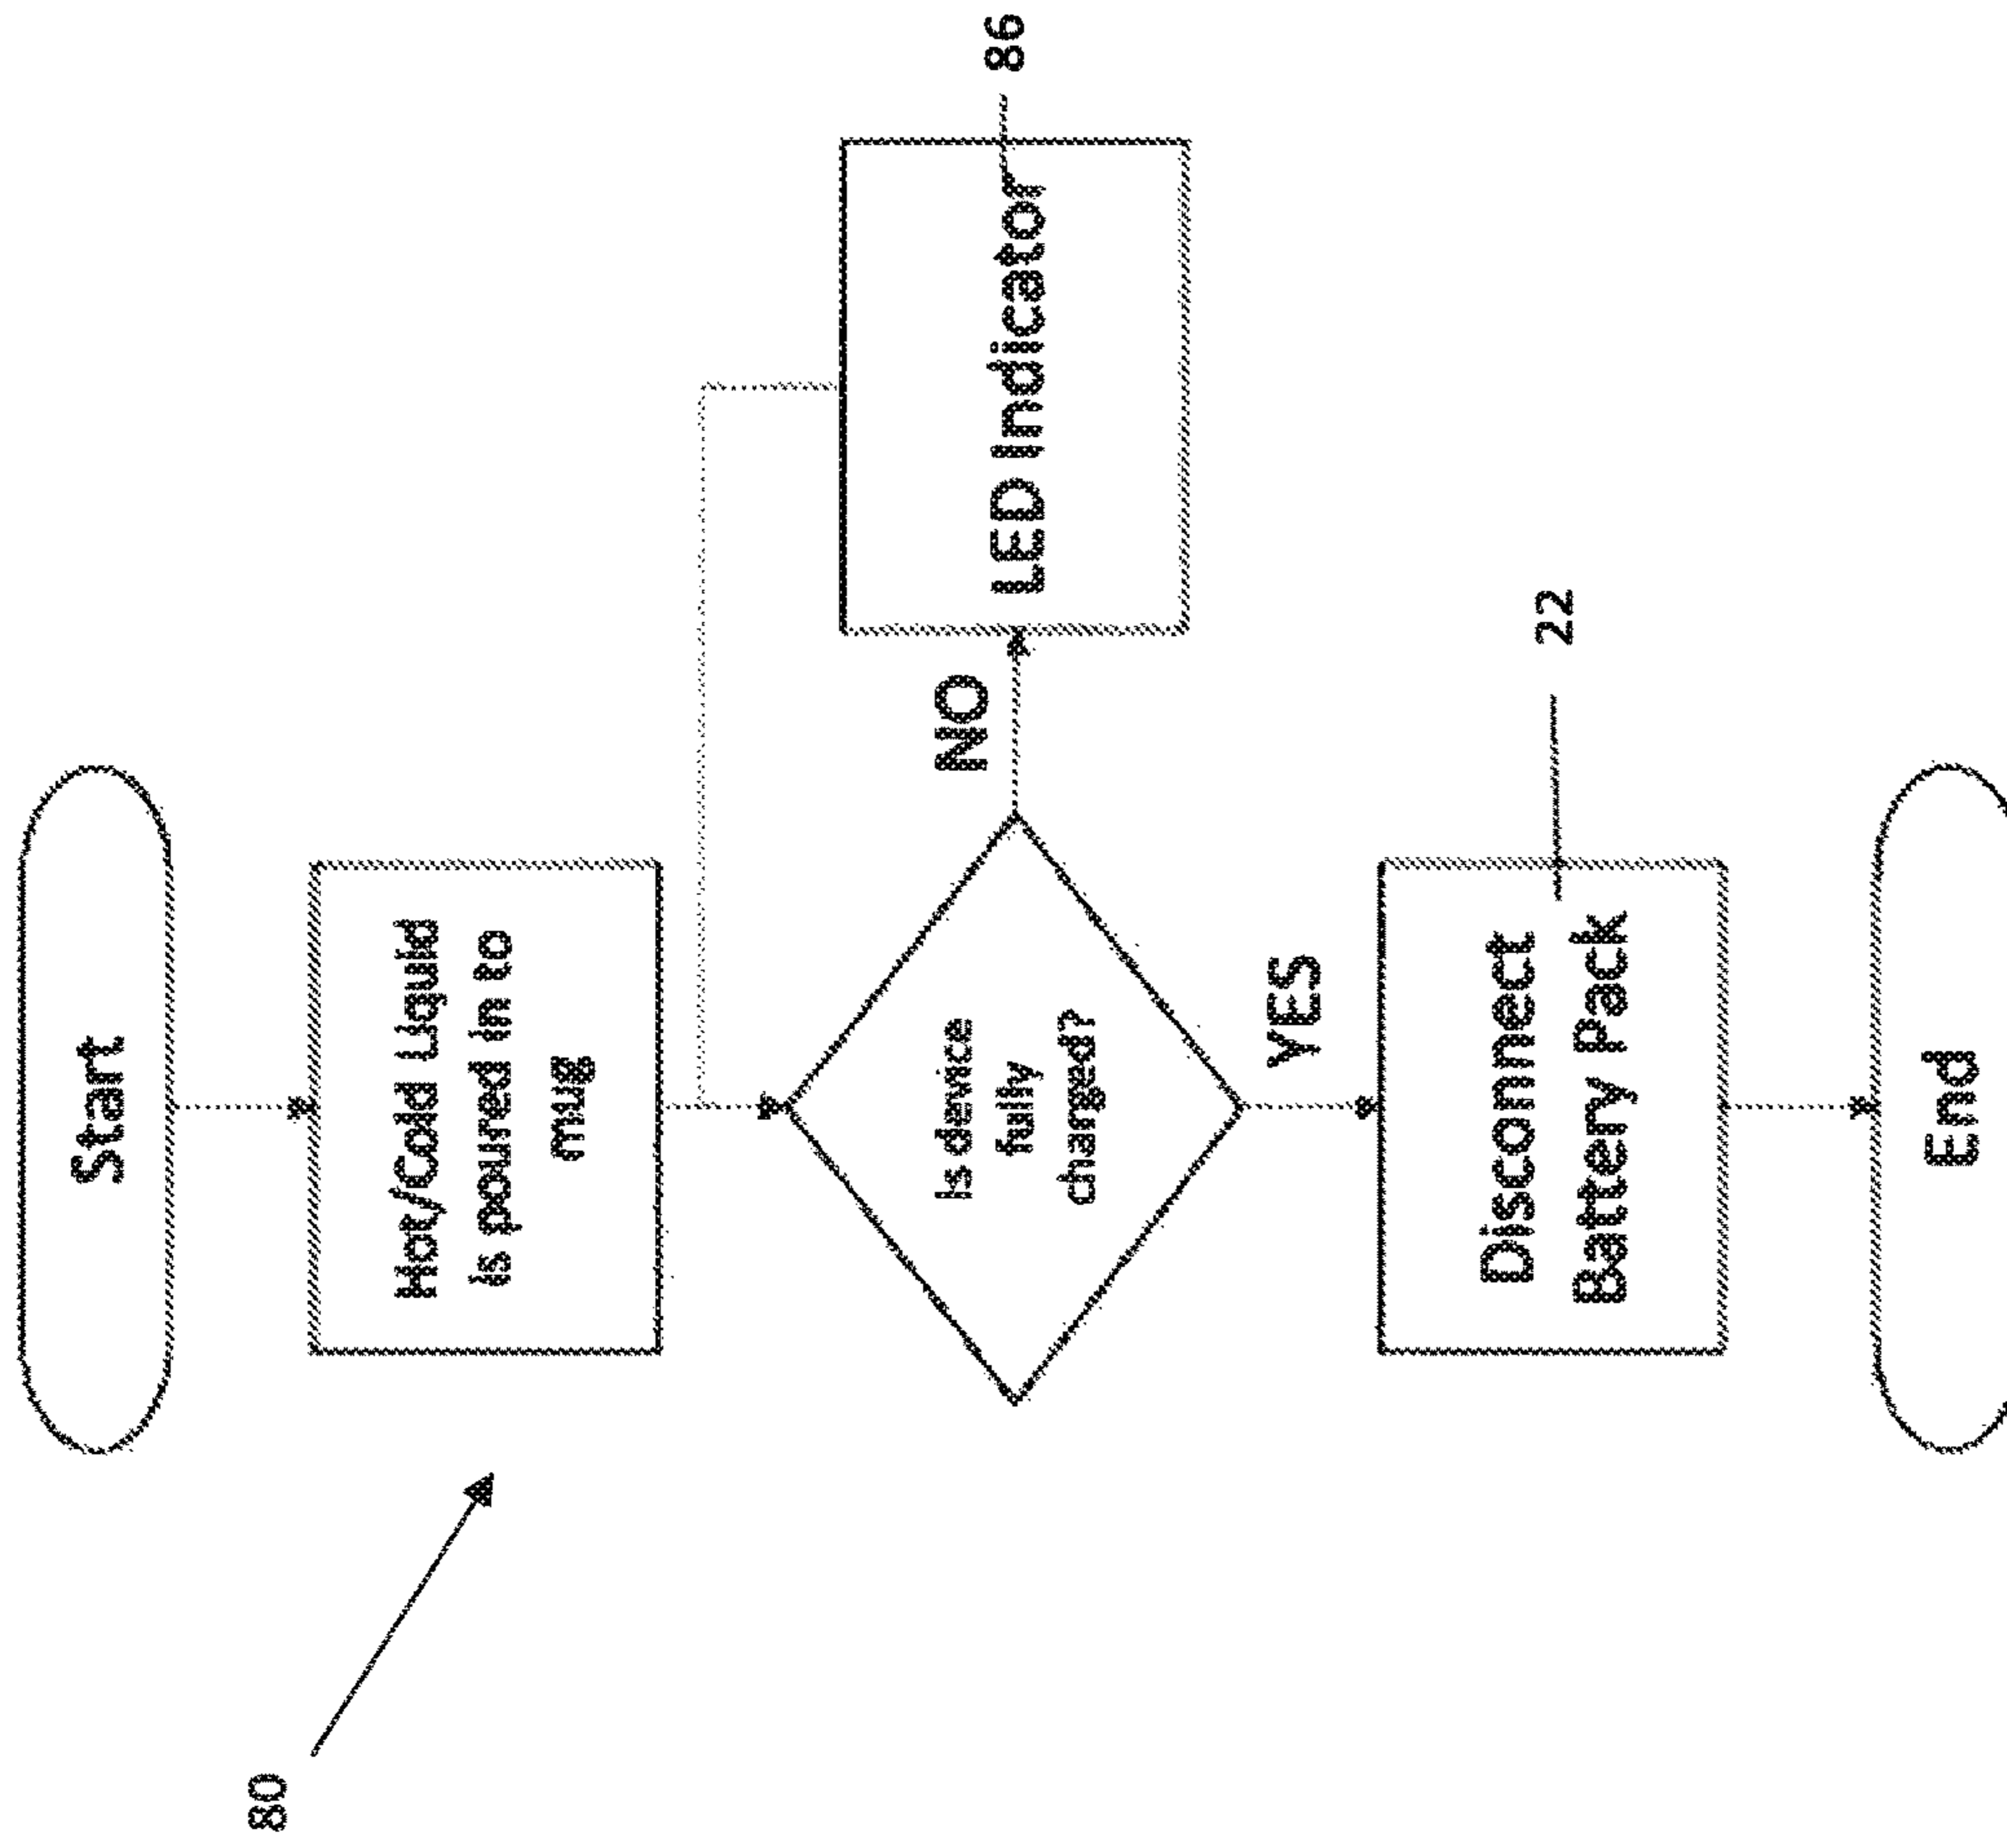 80
Start
Hot/Cold Liquid
is poured in to
mug
Is device
fully
charged?
NO
LED Indicator
86
YES
Disconnect
Battery Pack
22
End